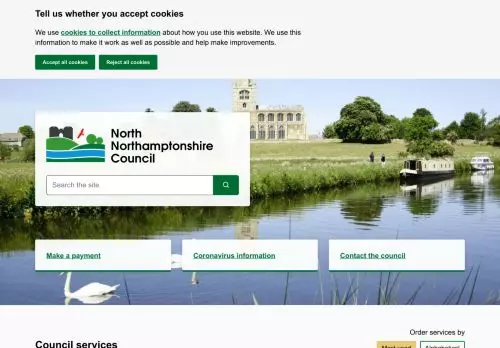 Tell us whether you accept cookies
We use cookies to collect information about how you use this website. We use this
information to make it work as well as possible and help make improvements.
Accept all cookies
Reject all cookies
North
Northamptonshire
Council
Search the site
Make a payment
Coronavirus information
Contact the council
Order services by
Council services
Most used
Alphabetical